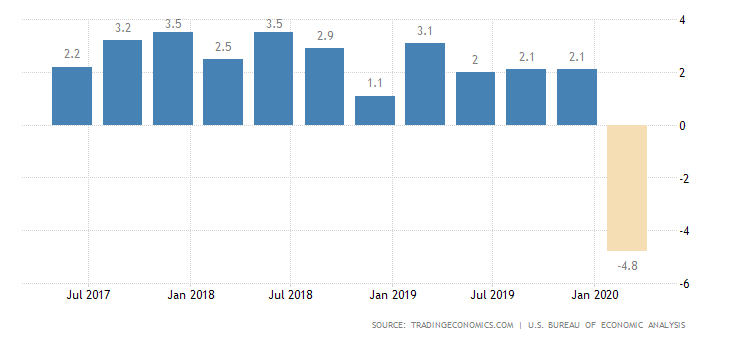 2.2 3.2 3.5 2.5 3.5 2.9 1.1 3.1 2 2.1 2.1 -4.8
4
2
0
-2
-4
-6
Jul 2017 Jan 2018 Jul 2018 Jan 2019 Jul 2019 Jan 2020
SOURCE: TRADINGECONOMICS.COM | U.S. BUREAU OF ECONOMIC ANALYSIS